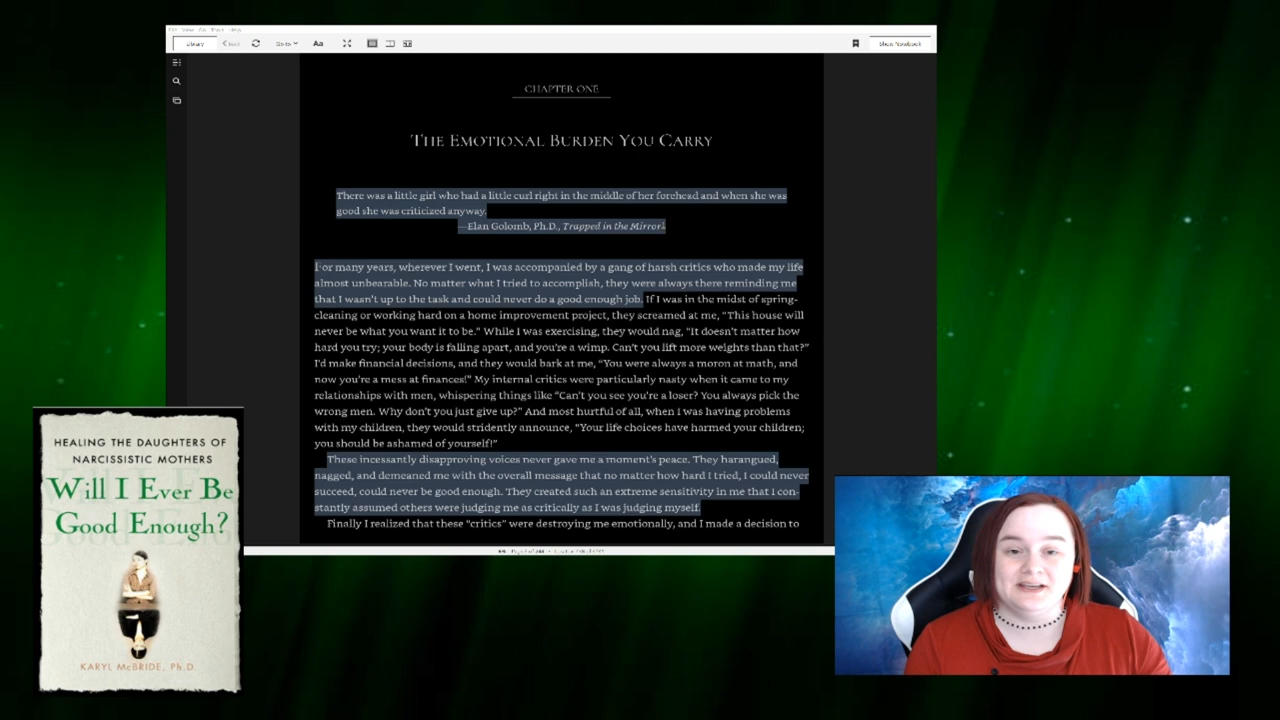 Library
Go to
Aa
Show Notebook
CHAPTER ONE
THE EMOTIONAL BURDEN YOU CARRY
There was a little girl who had a little curl right in the middle of her forehead and when she was
good she was criticized anyway.
—Elan Golomb, Ph.D., Trapped in the Mirror1
For many years, wherever I went, I was accompanied by a gang of harsh critics who made my life
almost unbearable. No matter what I tried to accomplish, they were always there reminding me
that I wasn't up to the task and could never do a good enough job. If I was in the midst of spring-
cleaning or working hard on a home improvement project, they screamed at me, "This house will
never be what you want it to be." While I was exercising, they would nag, "It doesn't matter how
hard you try; your body is falling apart, and you're a wimp. Can't you lift more weights than that?"
I'd make financial decisions, and they would bark at me, "You were always a moron at math, and
now you're a mess at finances!" My internal critics were particularly nasty when it came to my
relationships with men, whispering things like "Can't you see you're a loser? You always pick the
wrong men. Why don't you just give up?" And most hurtful of all, when I was having problems
with my children, they would stridently announce, "Your life choices have harmed your children;
you should be ashamed of yourself!"
These incessantly disapproving voices never gave me a moment's peace. They harangued,
nagged, and demeaned me with the overall message that no matter how hard I tried, I could never
succeed, could never be good enough. They created such an extreme sensitivity in me that I con-
stantly assumed others were judging me as critically as I was judging myself.
Finally I realized that these "critics" were destroying me emotionally, and I made a decision to
HEALING THE DAUGHTERS OF
NARCISSISTIC MOTHERS
Will I Ever Be
Good Enough?
KARYL McBRIDE, Ph.D.